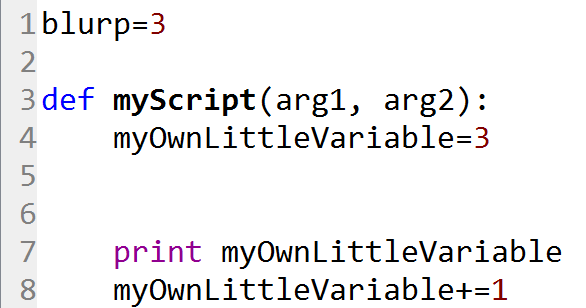 1 blurp=3
2
3 def myScript(arg1, arg2):
4     myOwnLittleVariable=3
5
6
7     print myOwnLittleVariable
8     myOwnLittleVariable+=1